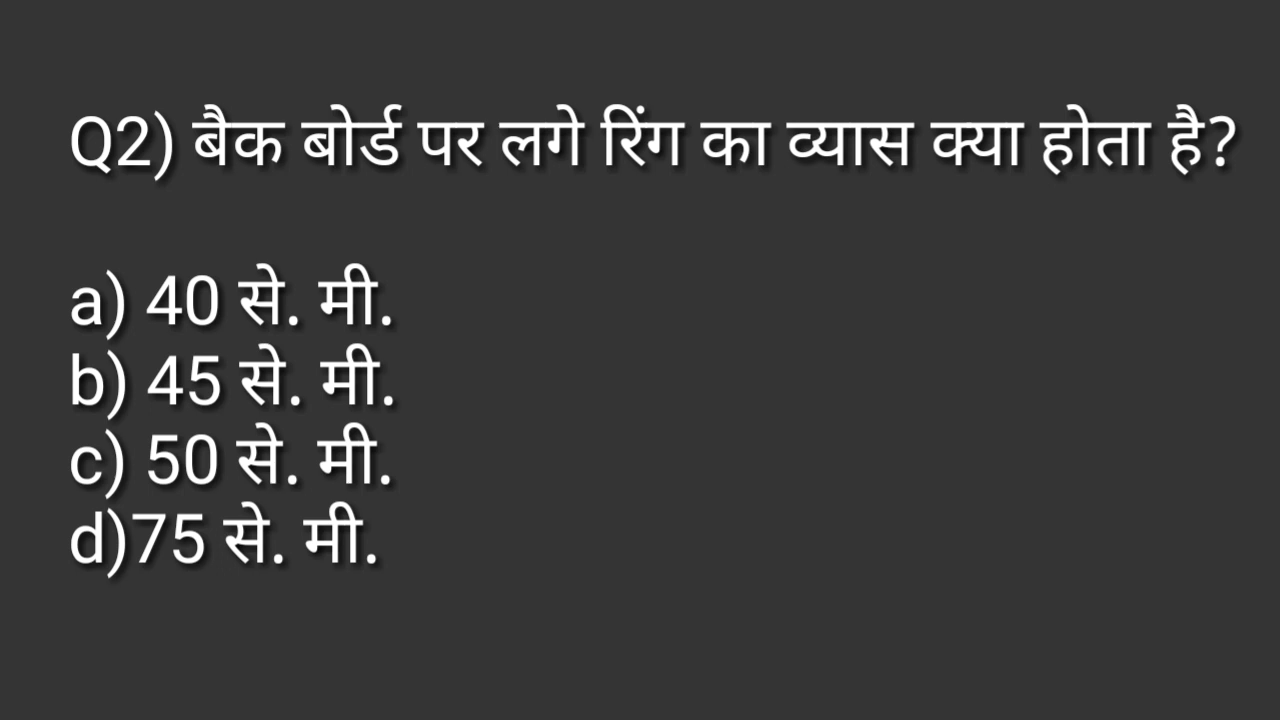 Q2) बैक बोर्ड पर लगे रिंग का व्यास क्या होता है?
a) 40 से. मी.
b) 45 से. मी.
c) 50 से. मी.
d)75 से. मी.